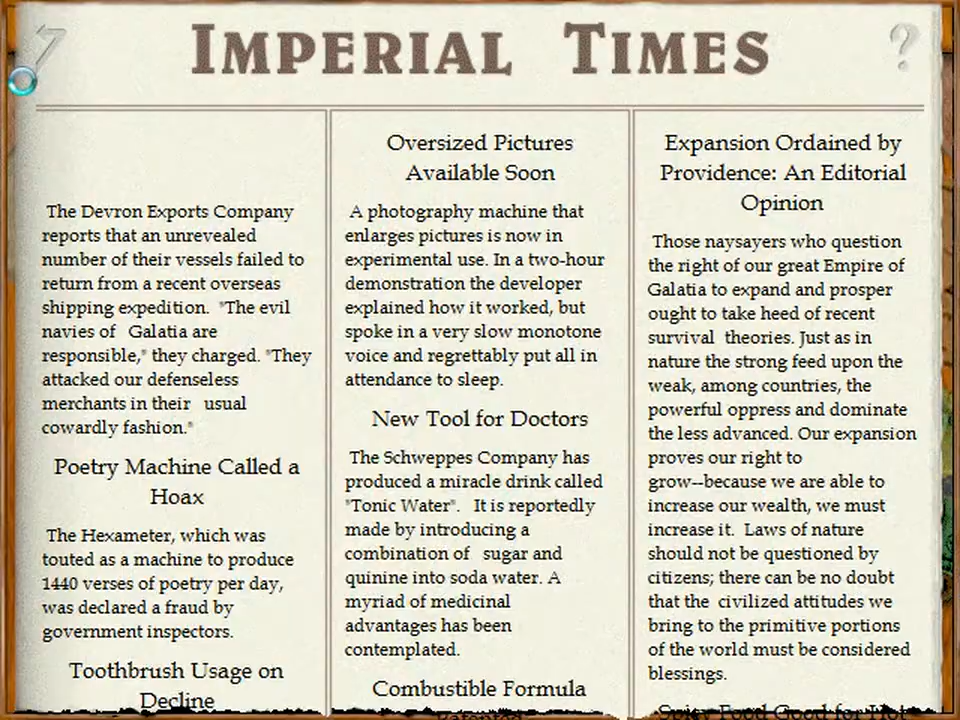 IMPERIAL TIMES
The Devron Exports Company
reports that an unrevealed
number of their vessels failed to
return from a recent overseas
shipping expedition. "The evil
navies of Galatia are
responsible," they charged. "They
attacked our defenseless
merchants in their usual
cowardly fashion."
Poetry Machine Called a
Hoax
The Hexameter, which was
touted as a machine to produce
1440 verses of poetry per day,
was declared a fraud by
government inspectors.
Toothbrush Usage on
Decline
Oversized Pictures
Available Soon
A photography machine that
enlarges pictures is now in
experimental use. In a two-hour
demonstration the developer
explained how it worked, but
spoke in a very slow monotone
voice and regrettably put all in
attendance to sleep.
New Tool for Doctors
The Schweppes Company has
produced a miracle drink called
"Tonic Water". It is reportedly
made by introducing a
combination of sugar and
quinine into soda water. A
myriad of medicinal
advantages has been
contemplated.
Combustible Formula
Patented
Expansion Ordained by
Providence: An Editorial
Opinion
Those naysayers who question
the right of our great Empire of
Galatia to expand and prosper
ought to take heed of recent
survival theories. Just as in
nature the strong feed upon the
weak, among countries, the
powerful oppress and dominate
the less advanced. Our expansion
proves our right to
grow--because we are able to
increase our wealth, we must
increase it. Laws of nature
should not be questioned by
citizens; there can be no doubt
that the civilized attitudes we
bring to the primitive portions
of the world must be considered
blessings.
Spicy Food Good for
?